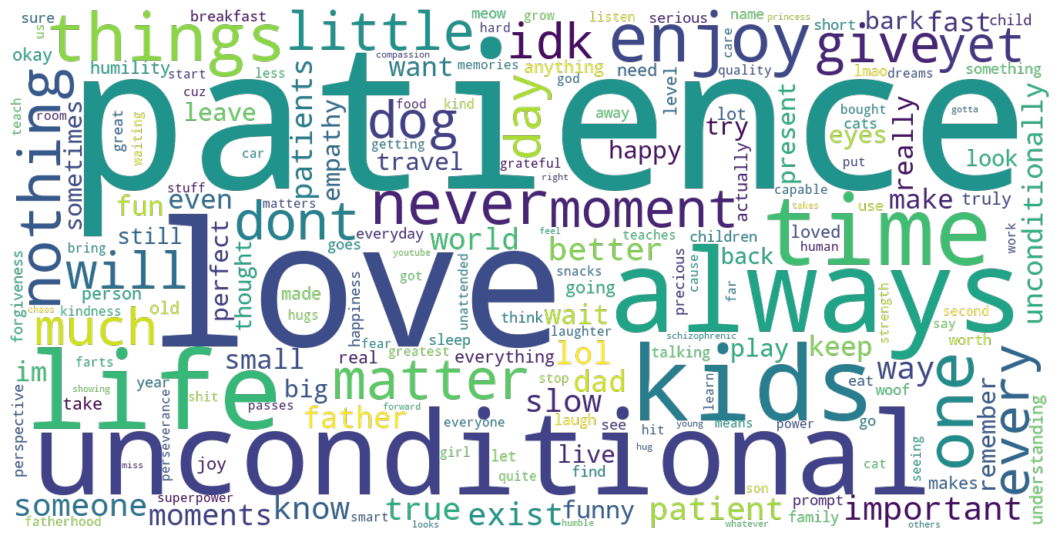 sure us breakfast meow hard grow listen serious name princess short bark fast child
okay things little idk enjoy give yet
humility start less want memories anything need care quality lmao dreams something
teach room great waiting cuz leave patients empathy food kind god away level lot bought cats eyes gotta
patience
nothing sometimes car dog day getting travel grateful right happy try present put really look unconditionally
stuff matters never moment actually capable takes use make truly
fun even dont
still goes everyday feel world better teaches children loved human back time work
bring youtube
will perfect thought got love snacks going precious cause far always
person kindness old made hugs happiness fear unattended think wait laughter strength say second worth
forgiveness chaos much sleep schizophrenic
farts small real greatest everything lol talking play keep way
im life showing year big matter stop dad learn kids eat woof one every
perspective take shit passes forward slow laugh see young means power go remember
father everyone hit
perseverance unconditional
miss joy girl let live find hug cat seeing makes understanding
quite son
someone superpower moments know smart true exist funny patient prompt family important
fatherhood looks humble whatever others
compassion